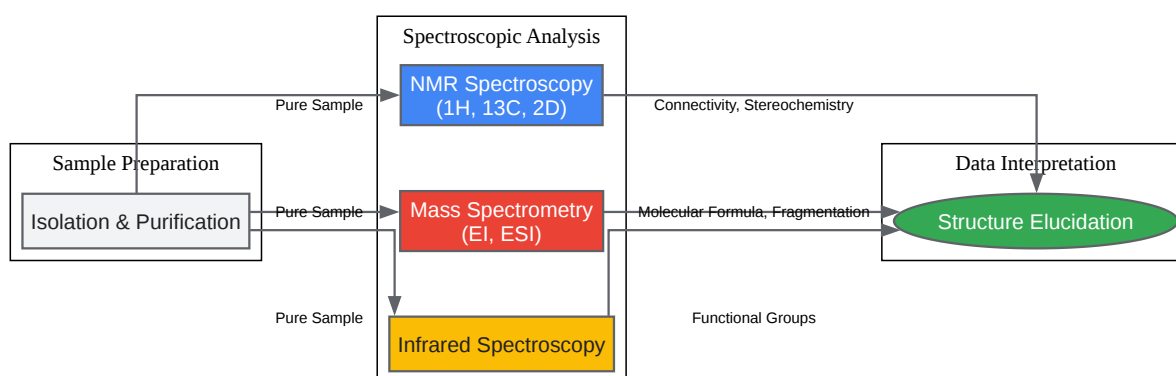 Spectroscopic Analysis
NMR Spectroscopy
(1H, 13C, 2D)
Pure Sample
Connectivity, Stereochemistry
Sample Preparation
Data Interpretation
Isolation & Purification
Pure Sample
Mass Spectrometry
(EI, ESI)
Molecular Formula, Fragmentation
Structure Elucidation
Pure Sample
Infrared Spectroscopy
Functional Groups